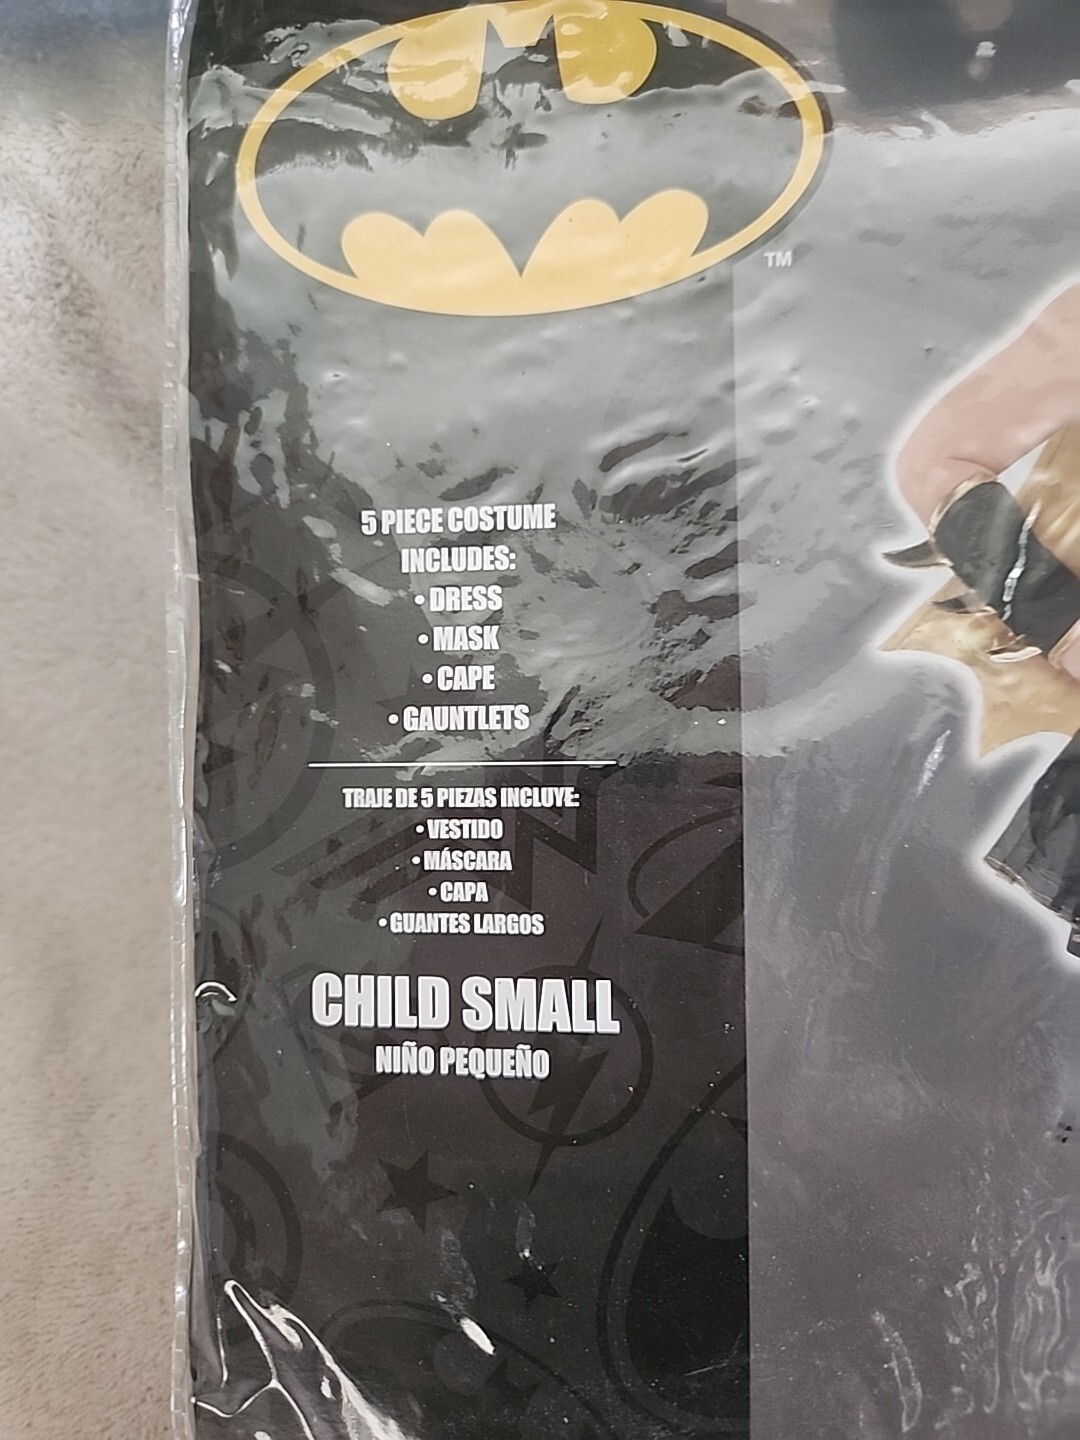 TM
5 PIECE COSTUME
INCLUDES:
• DRESS
• MASK
• CAPE
• GAUNTLETS
TRAJE DE 5 PIEZAS INCLUYE:
• VESTIDO
• MÁSCARA
• CAPA
• GUANTES LARGOS
CHILD SMALL
NIÑO PEQUEÑO